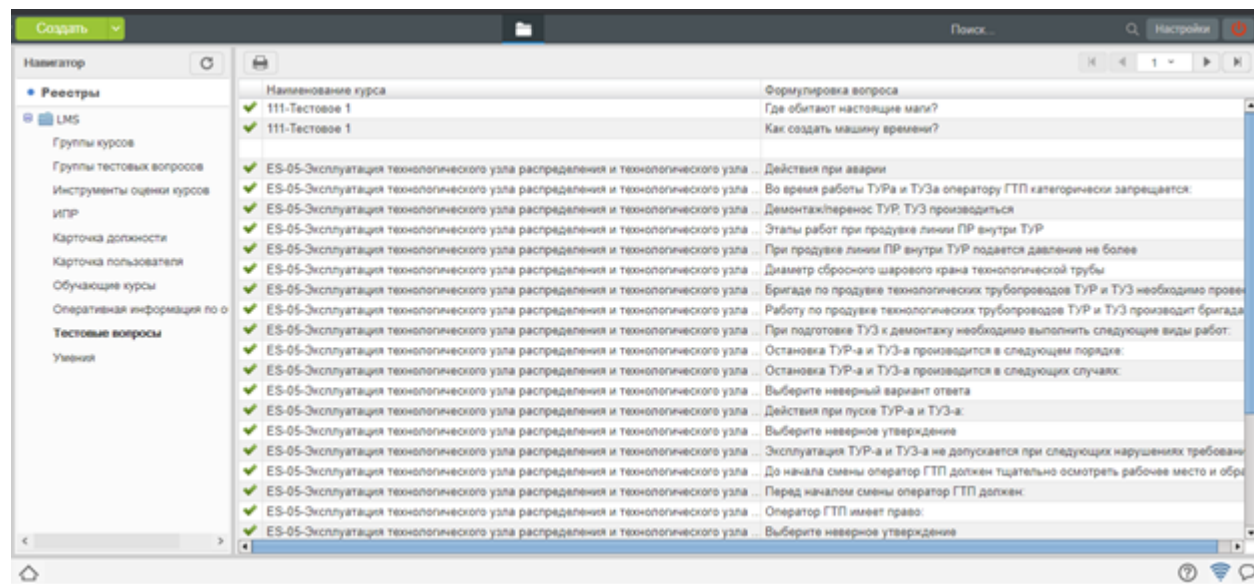 Создать
Поиск...
Настройки
Навигатор
1
Реестры
LMS
Группы курсов
Группы тестовых вопросов
Инструменты оценки курсов
ИПР
Карточка должности
Карточка пользователя
Обучающие курсы
Оперативная информация по о
Тестовые вопросы
Умения
Наименование курса Формулировка вопроса
111-Тестовое 1 Где обитают настоящие маги?
111-Тестовое 1 Как создать машину времени?
ES-05-Эксплуатация технологического узла распределения и технологического узла ... Действия при аварии
ES-05-Эксплуатация технологического узла распределения и технологического узла ... Во время работы ТУРа и ТУЗа оператору ГТП категорически запрещается:
ES-05-Эксплуатация технологического узла распределения и технологического узла ... Демонтаж/перенос ТУР, ТУЗ производиться
ES-05-Эксплуатация технологического узла распределения и технологического узла ... Этапы работ при продувке линии ПР внутри ТУР
ES-05-Эксплуатация технологического узла распределения и технологического узла ... При продувке линии ПР внутри ТУР подается давление не более
ES-05-Эксплуатация технологического узла распределения и технологического узла ... Диаметр сбросного шарового крана технологической трубы
ES-05-Эксплуатация технологического узла распределения и технологического узла ... Бригаде по продувке технологических трубопроводов ТУР и ТУЗ необходимо провен
ES-05-Эксплуатация технологического узла распределения и технологического узла ... Работу по продувке технологических трубопроводов ТУР и ТУЗ производит бригада
ES-05-Эксплуатация технологического узла распределения и технологического узла ... При подготовке ТУЗ к демонтажу необходимо выполнить следующие виды работ:
ES-05-Эксплуатация технологического узла распределения и технологического узла ... Остановка ТУР-а и ТУЗ-а производится в следующем порядке:
ES-05-Эксплуатация технологического узла распределения и технологического узла ... Остановка ТУР-а и ТУЗ-а производится в следующих случаях:
ES-05-Эксплуатация технологического узла распределения и технологического узла ... Выберите неверный вариант ответа
ES-05-Эксплуатация технологического узла распределения и технологического узла ... Действия при пуске ТУР-а и ТУЗ-а:
ES-05-Эксплуатация технологического узла распределения и технологического узла ... Выберите неверное утверждение
ES-05-Эксплуатация технологического узла распределения и технологического узла ... Эксплуатация ТУР-а и ТУЗ-а не допускается при следующих нарушениях требовани
ES-05-Эксплуатация технологического узла распределения и технологического узла ... До начала смены оператор ГТП должен тщательно осмотреть рабочее место и обра
ES-05-Эксплуатация технологического узла распределения и технологического узла ... Перед началом смены оператор ГТП должен:
ES-05-Эксплуатация технологического узла распределения и технологического узла ... Оператор ГТП имеет право:
ES-05-Эксплуатация технологического узла распределения и технологического узла ... Выберите неверное утверждение